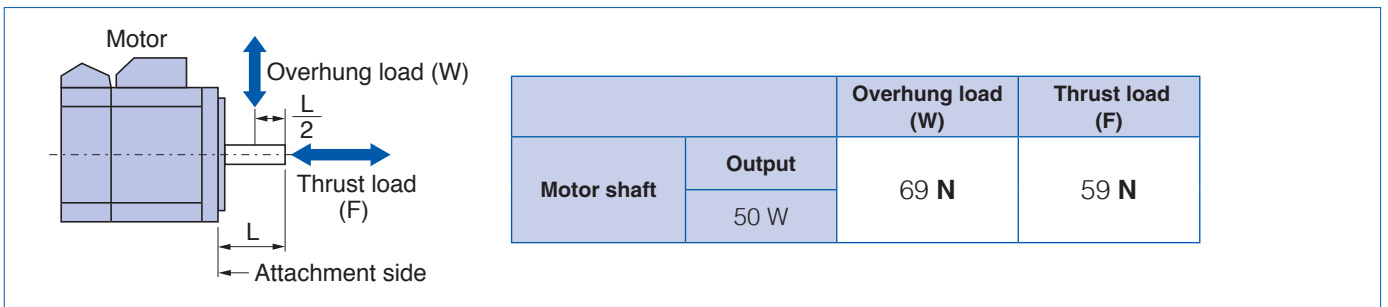 Motor
Overhung load (W)
L
2
Thrust load
(F)
L
Attachment side
Overhung load
(W)
Thrust load
(F)
Motor shaft
Output
50 W
69 N
59 N